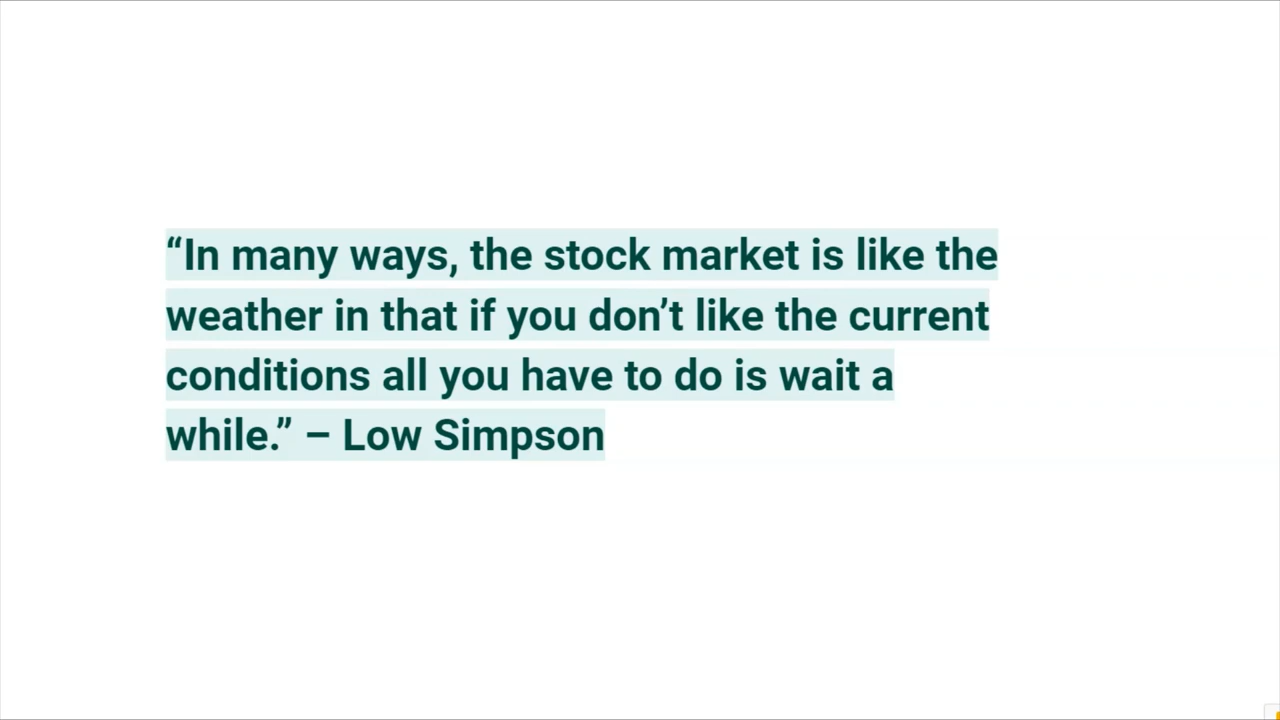 “In many ways, the stock market is like the
weather in that if you don’t like the current
conditions all you have to do is wait a
while.” – Low Simpson